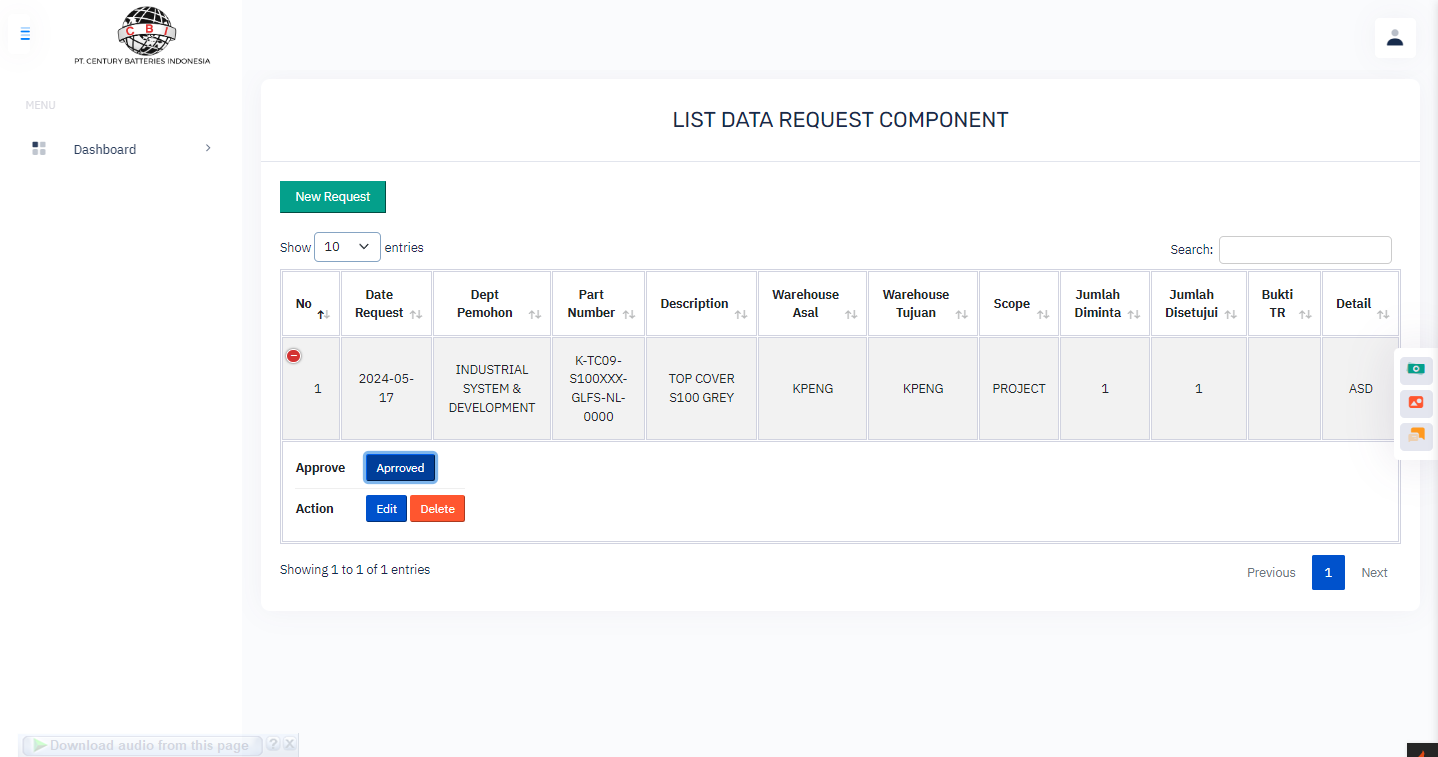 CBI
PT. CENTURY BATTERIES INDONESIA
MENU
Dashboard
LIST DATA REQUEST COMPONENT
New Request
Show 10 entries
Search:
No
Date
Request
Dept
Pemohon
Part
Number
Description
Warehouse
Asal
Warehouse
Tujuan
Scope
Jumlah
Diminta
Jumlah
Disetujui
Bukti
TR
Detail
1
2024-05-
17
INDUSTRIAL
SYSTEM &
DEVELOPMENT
K-TC09-
S100XXX-
GLFS-NL-
0000
TOP COVER
S100 GREY
KPENG
KPENG
PROJECT
1
1
ASD
Approve Aprroved
Action Edit Delete
Showing 1 to 1 of 1 entries
Previous 1 Next
Download audio from this page ? X